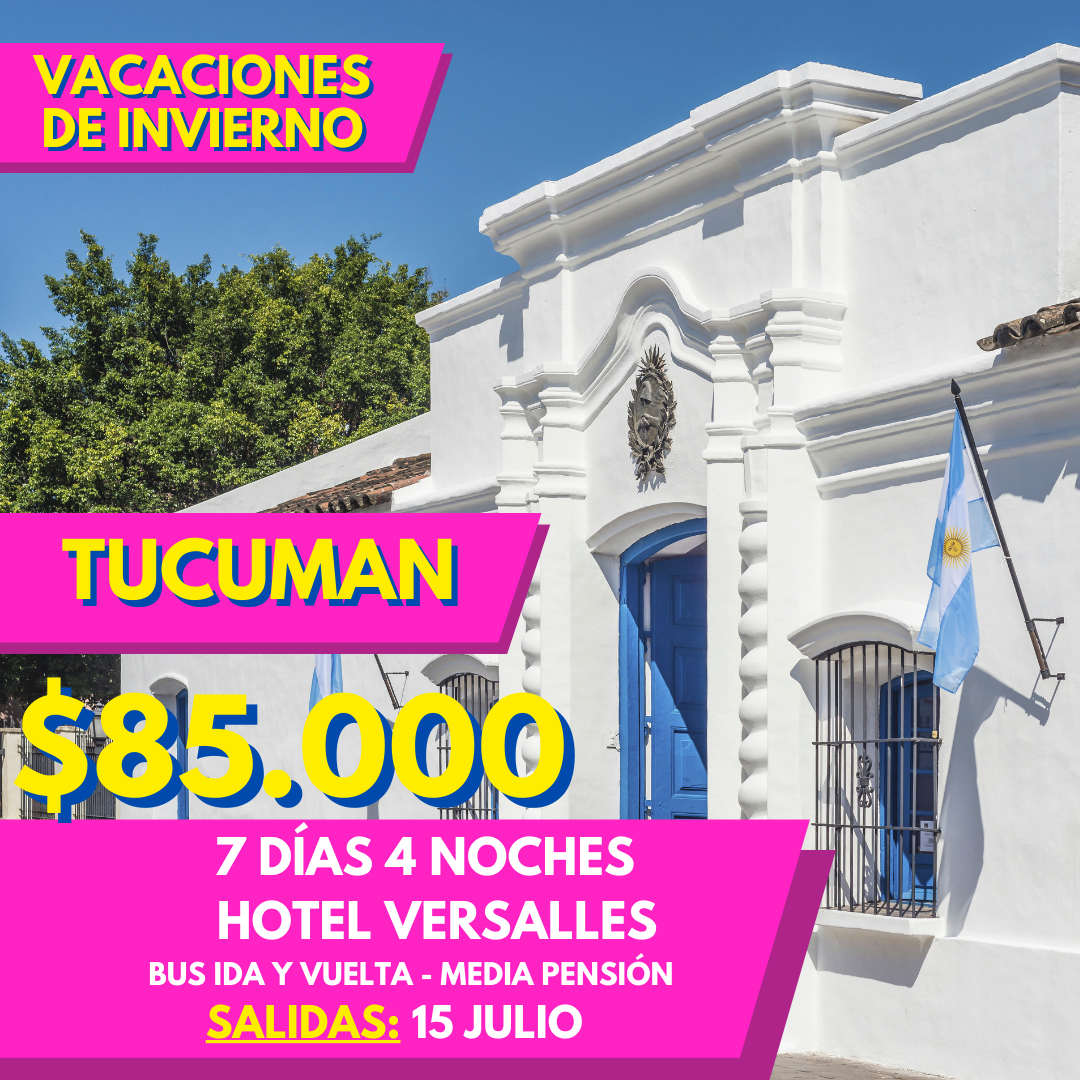 VACACIONES
DE INVIERNO
TUCUMAN
$85.000
7 DÍAS 4 NOCHES
HOTEL VERSALLES
BUS IDA Y VUELTA - MEDIA PENSIÓN
SALIDAS: 15 JULIO